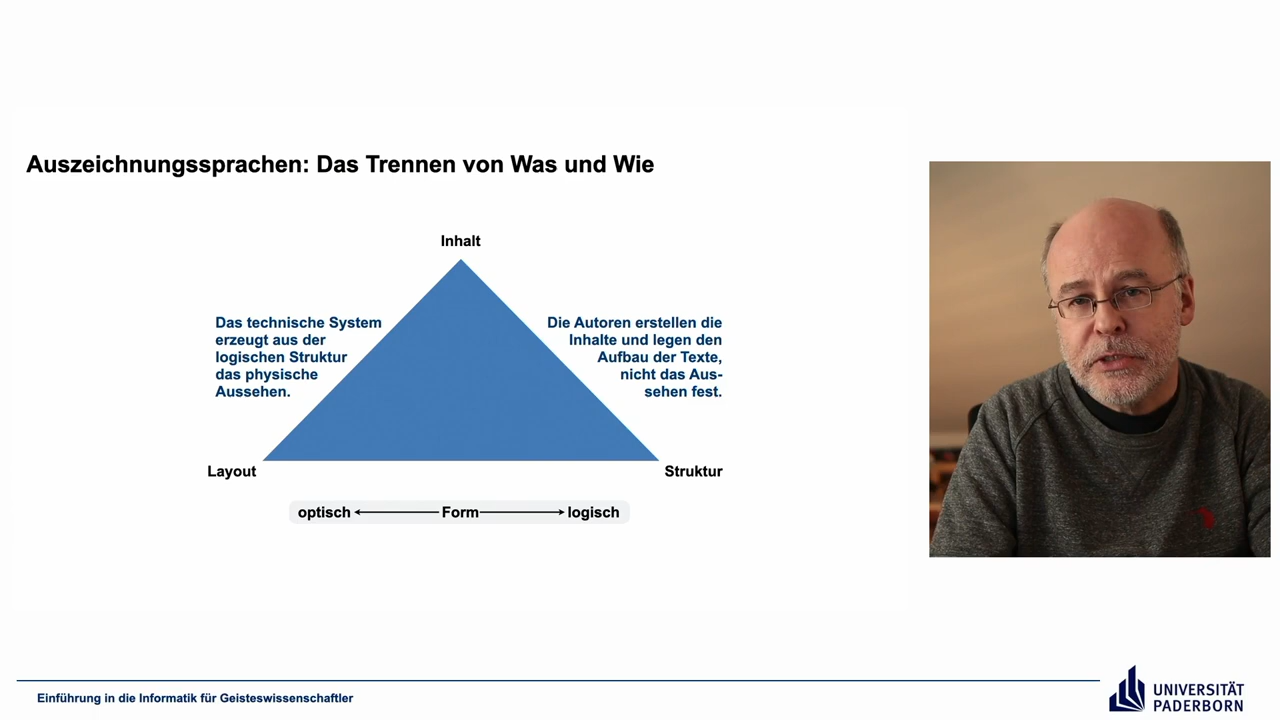 Auszeichnungssprachen: Das Trennen von Was und Wie
Inhalt
Das technische System
erzeugt aus der
logischen Struktur
das physische
Aussehen.
Die Autoren erstellen die
Inhalte und legen den
Aufbau der Texte,
nicht das Aus-
sehen fest.
Layout
Struktur
optisch Form logisch
Einführung in die Informatik für Geisteswissenschaftler
UNIVERSITÄT
PADERBORN